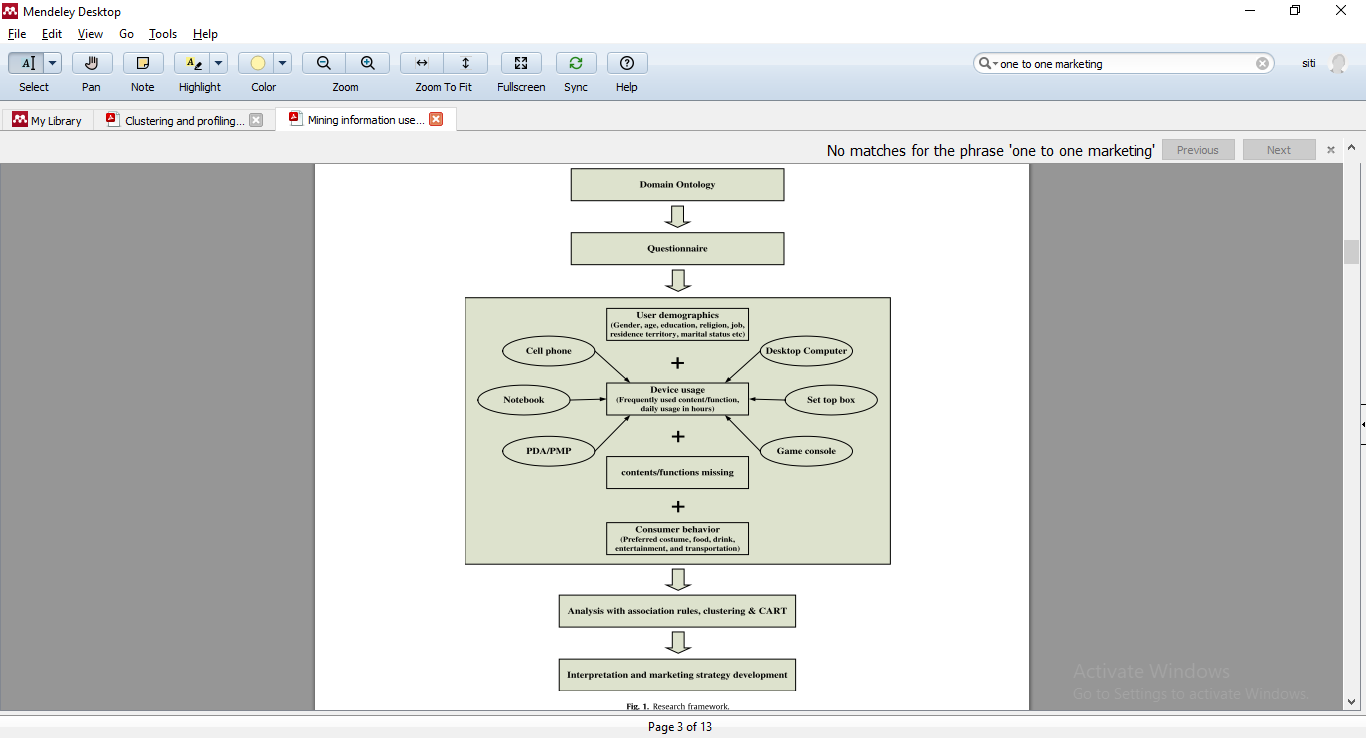 Mendeley Desktop
File Edit View Go Tools Help
Select Pan Note Highlight Color Zoom Zoom To Fit Fullscreen Sync Help
one to one marketing
siti
My Library
Clustering and profiling...
Mining information use...
No matches for the phrase 'one to one marketing' Previous Next
Domain Ontology
Questionnaire
User demographics
(Gender, age, education, religion, job,
residence territory, marital status etc)
Cell phone
Desktop Computer
+
Device usage
(Frequently used content/function,
daily usage in hours)
Notebook
Set top box
+
PDA/PMP
Game console
contents/functions missing
+
Consumer behavior
(Preferred costume, food, drink,
entertainment, and transportation)
Analysis with association rules, clustering & CART
Interpretation and marketing strategy development
Fig. 1. Research framework.
Activate Windows
Go to Settings to activate Windows.
Page 3 of 13